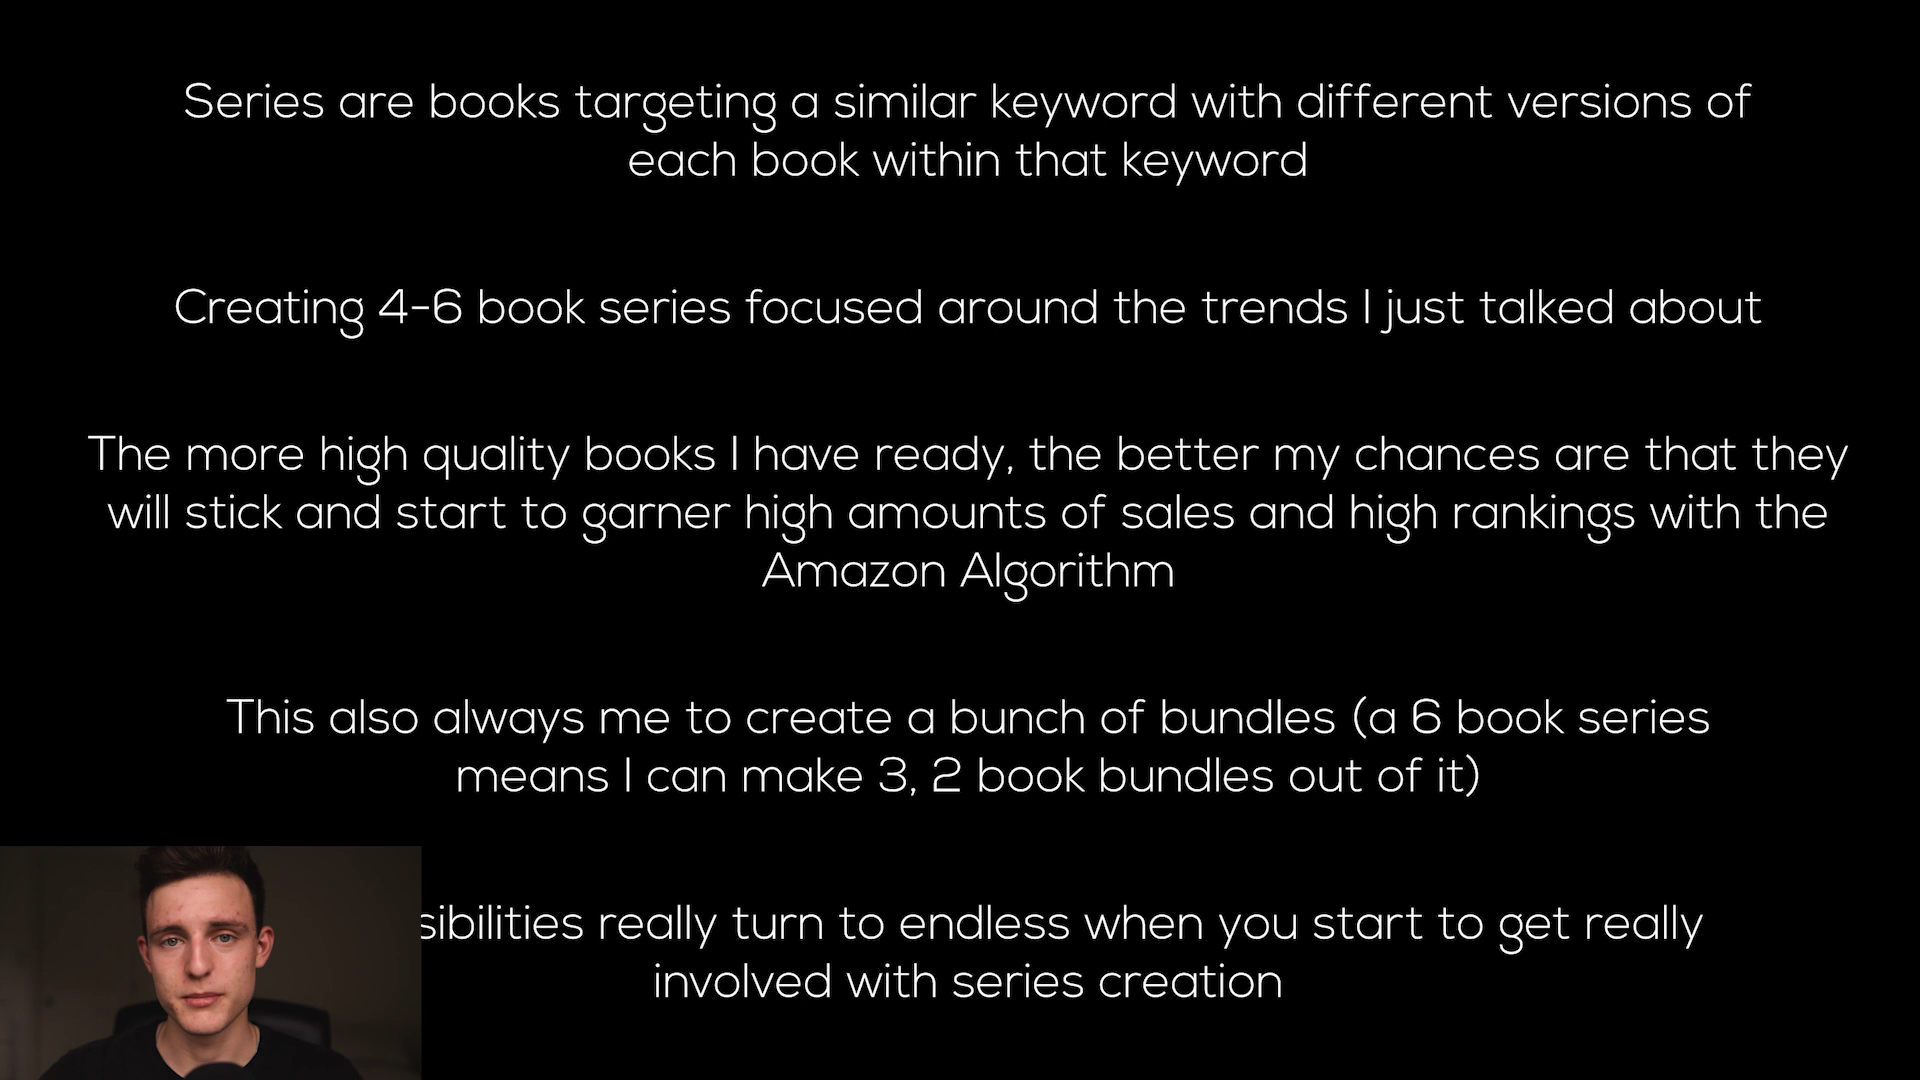 Series are books targeting a similar keyword with different versions of
each book within that keyword
Creating 4-6 book series focused around the trends I just talked about
The more high quality books I have ready, the better my chances are that they
will stick and start to garner high amounts of sales and high rankings with the
Amazon Algorithm
This also always me to create a bunch of bundles (a 6 book series
means I can make 3, 2 book bundles out of it)
sibilities really turn to endless when you start to get really
involved with series creation